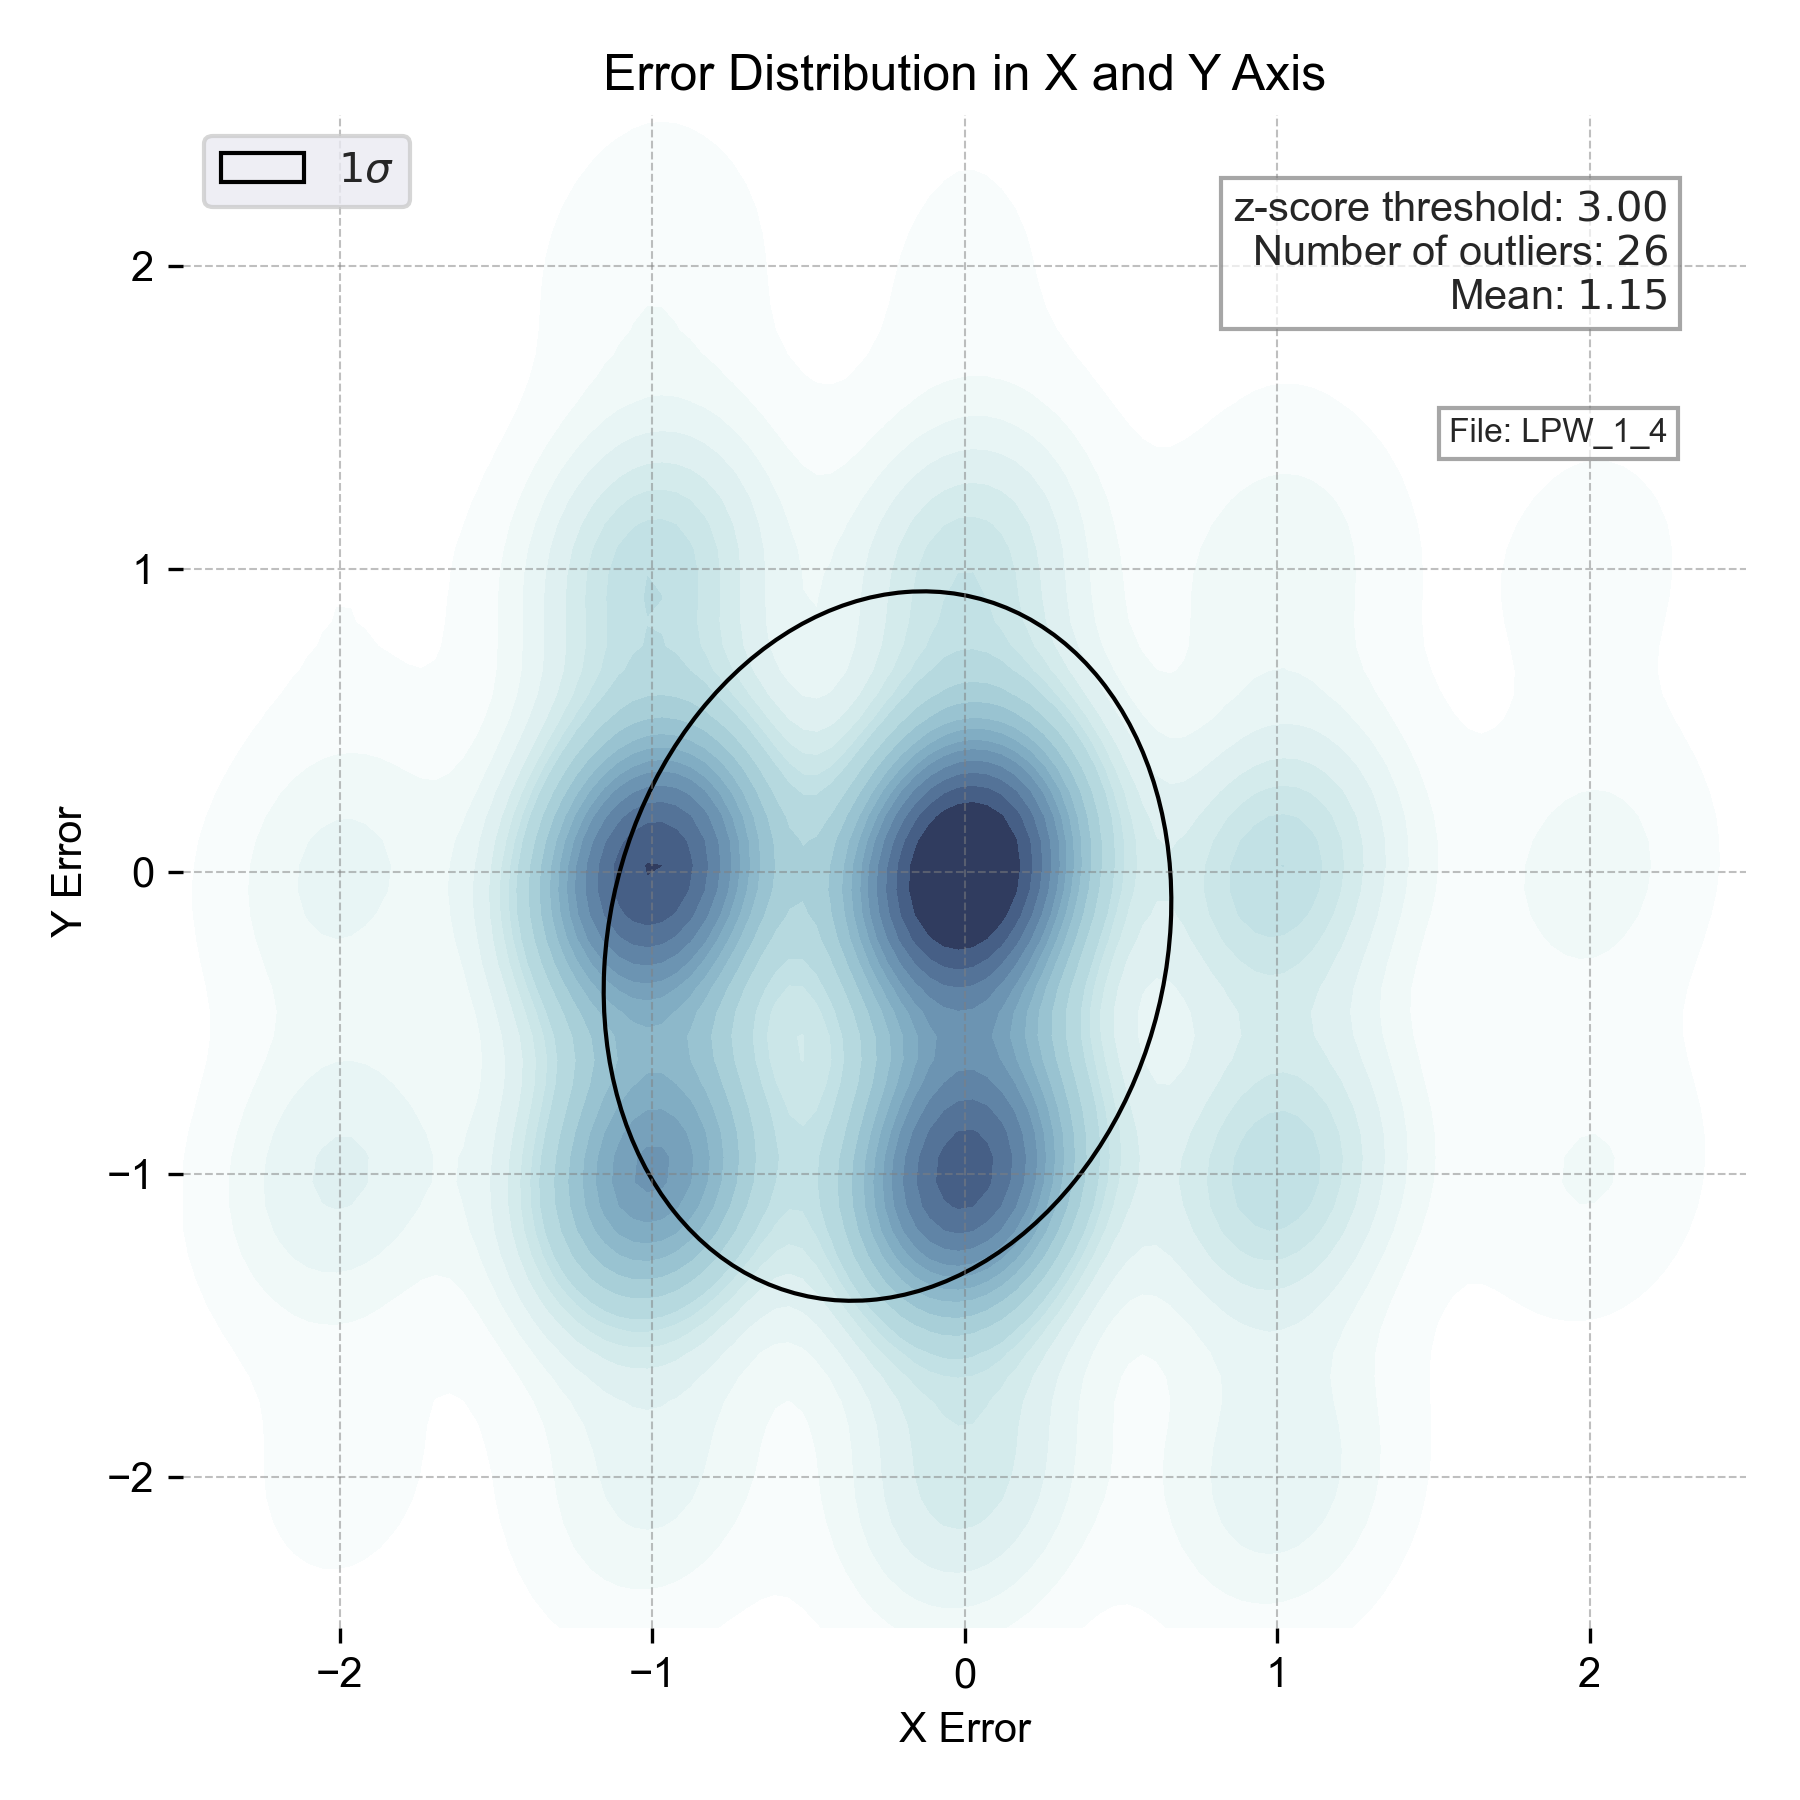 Error Distribution in X and Y Axis
1σ
z-score threshold: 3.00
Number of outliers: 26
Mean: 1.15
File: LPW_1_4
2
1
0
−1
−2
Y Error
−2
−1
0
1
2
X Error